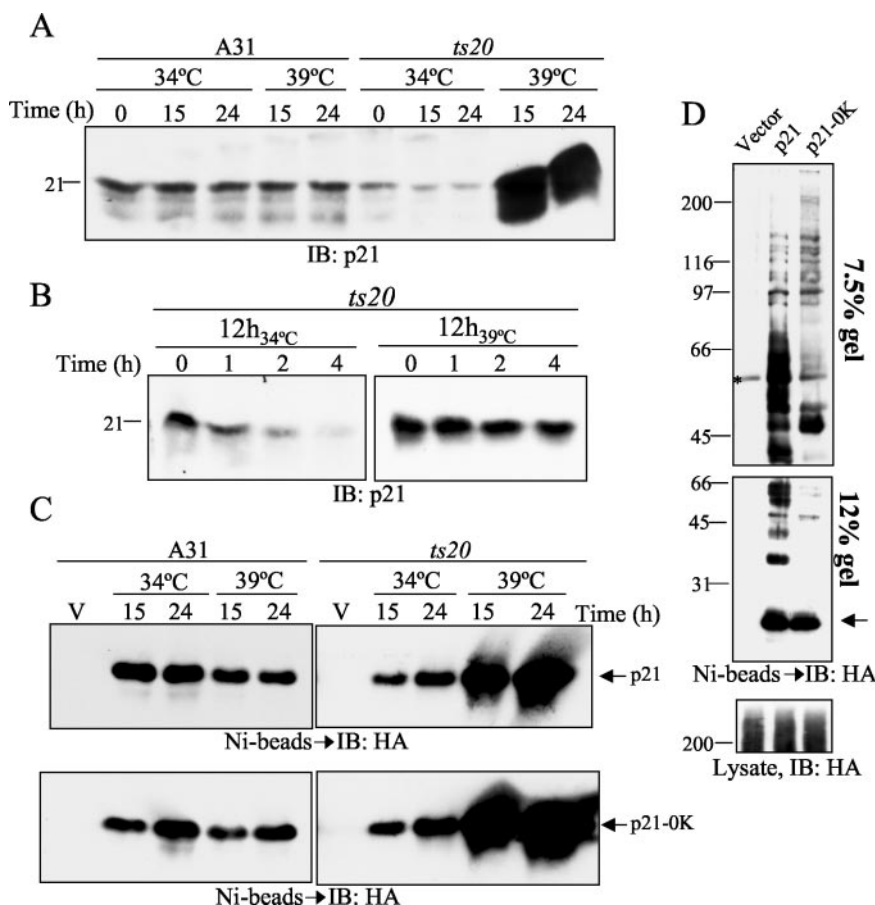 A
A31 ts20
34ºC 39ºC 34ºC 39ºC
Time (h) 0 15 24 15 24 0 15 24 15 24
21
IB: p21
B
ts20
12h34ºC 12h39ºC
Time (h) 0 1 2 4 0 1 2 4
21
IB: p21
C
A31 ts20
34ºC 39ºC 34ºC 39ºC
V 15 24 15 24 V 15 24 15 24 Time (h)
p21
Ni-beads→IB: HA
p21-0K
Ni-beads→IB: HA
D
Vector p21 p21-0K
200
116
97
66
*
45
7.5% gel
66
45
31
12% gel
Ni-beads→IB: HA
200
Lysate, IB: HA